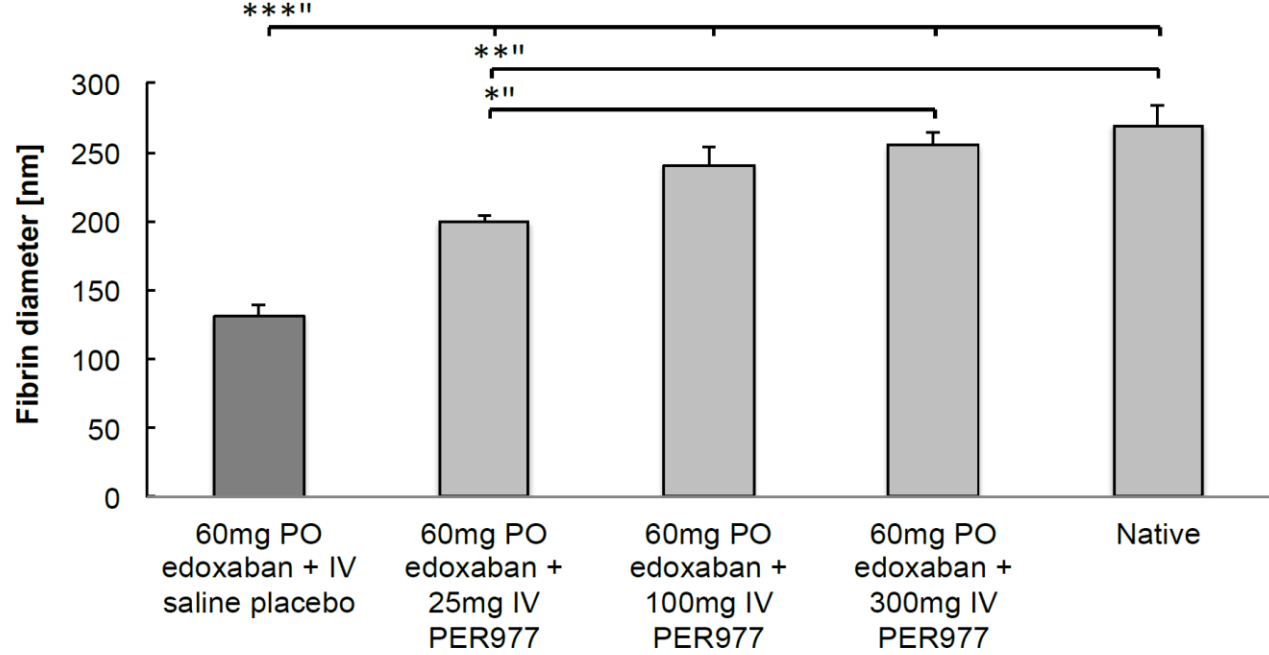 ***"
**"
*"
300
250
200
150
100
50
0
Fibrin diameter [nm]
60mg PO
edoxaban + IV
saline placebo
60mg PO
edoxaban +
25mg IV
PER977
60mg PO
edoxaban +
100mg IV
PER977
60mg PO
edoxaban +
300mg IV
PER977
Native